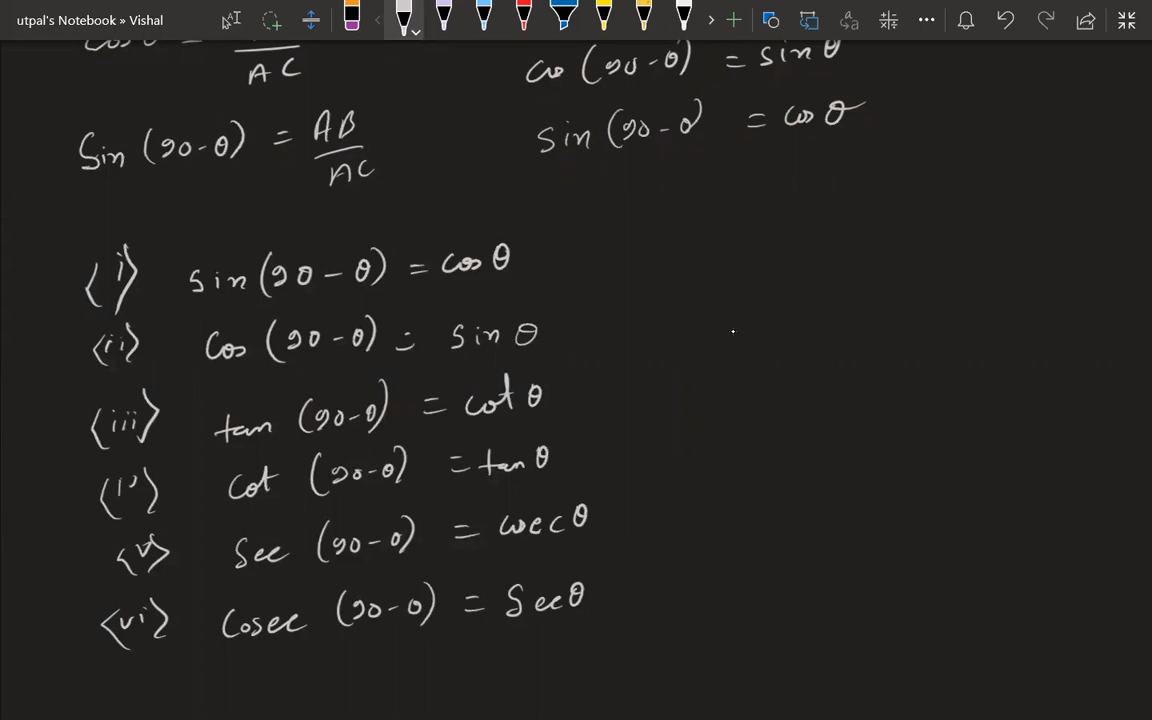 utpal's Notebook » Vishal
AC
cos (90-θ) = sin θ
Sin (90-θ) = AB
AC
sin (90-θ) = cos θ
<i> sin (90-θ) = cos θ
<ii> cos (90-θ) = sin θ
<iii> tan (90-θ) = cot θ
<iv> cot (90-θ) = tan θ
<v> Sec (90-θ) = cosec θ
<vi> Cosec (90-θ) = Sec θ